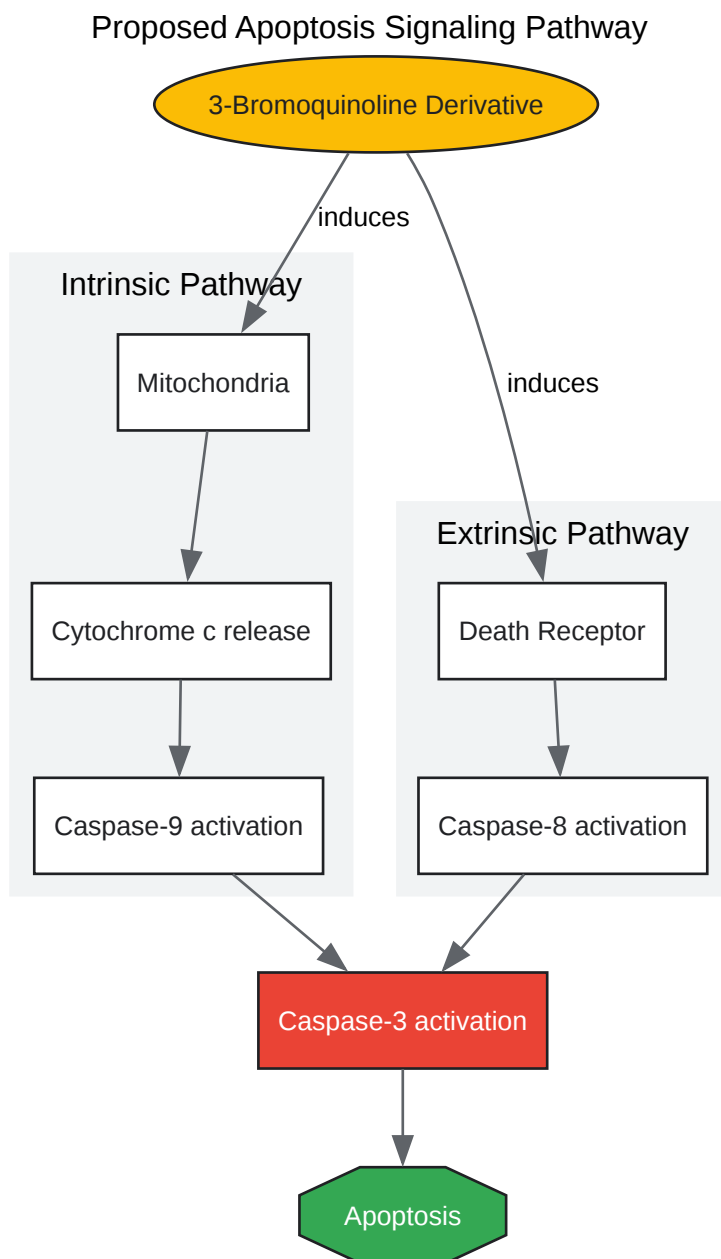 Proposed Apoptosis Signaling Pathway
3-Bromoquinoline Derivative
induces
Intrinsic Pathway
Mitochondria
induces
Extrinsic Pathway
Cytochrome c release
Death Receptor
Caspase-9 activation
Caspase-8 activation
Caspase-3 activation
Apoptosis